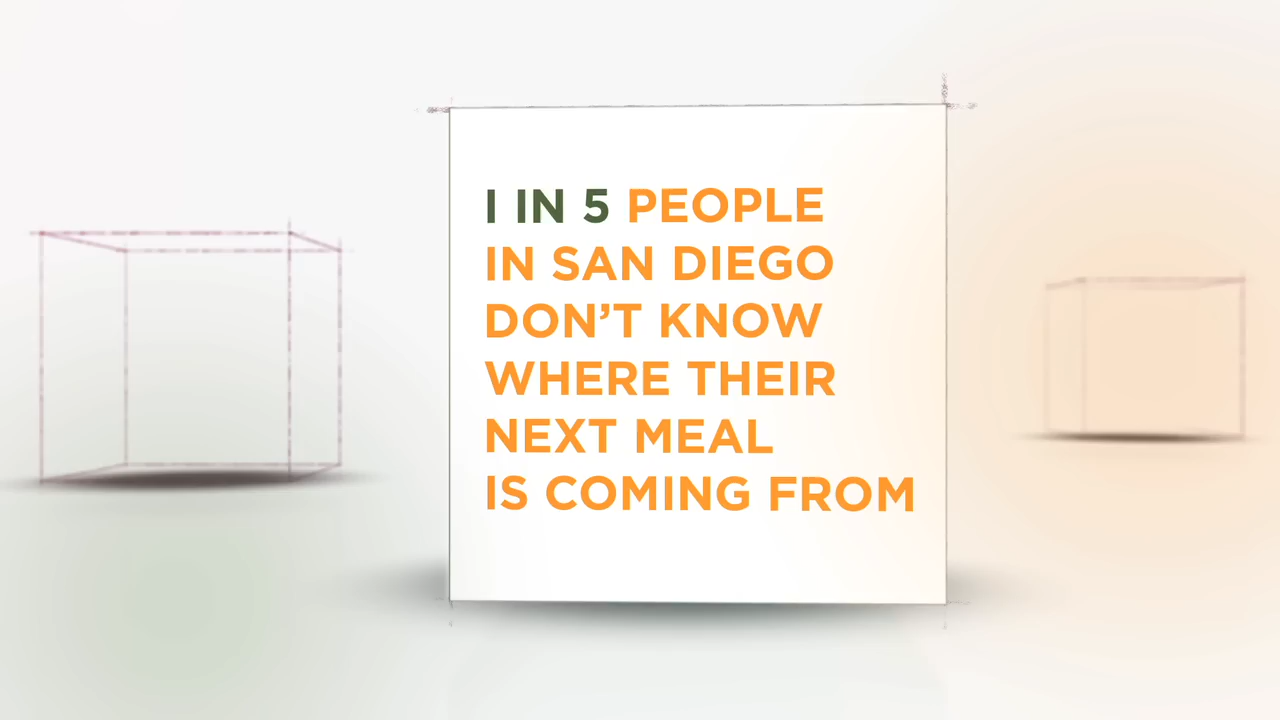 1 IN 5 PEOPLE
IN SAN DIEGO
DON'T KNOW
WHERE THEIR
NEXT MEAL
IS COMING FROM